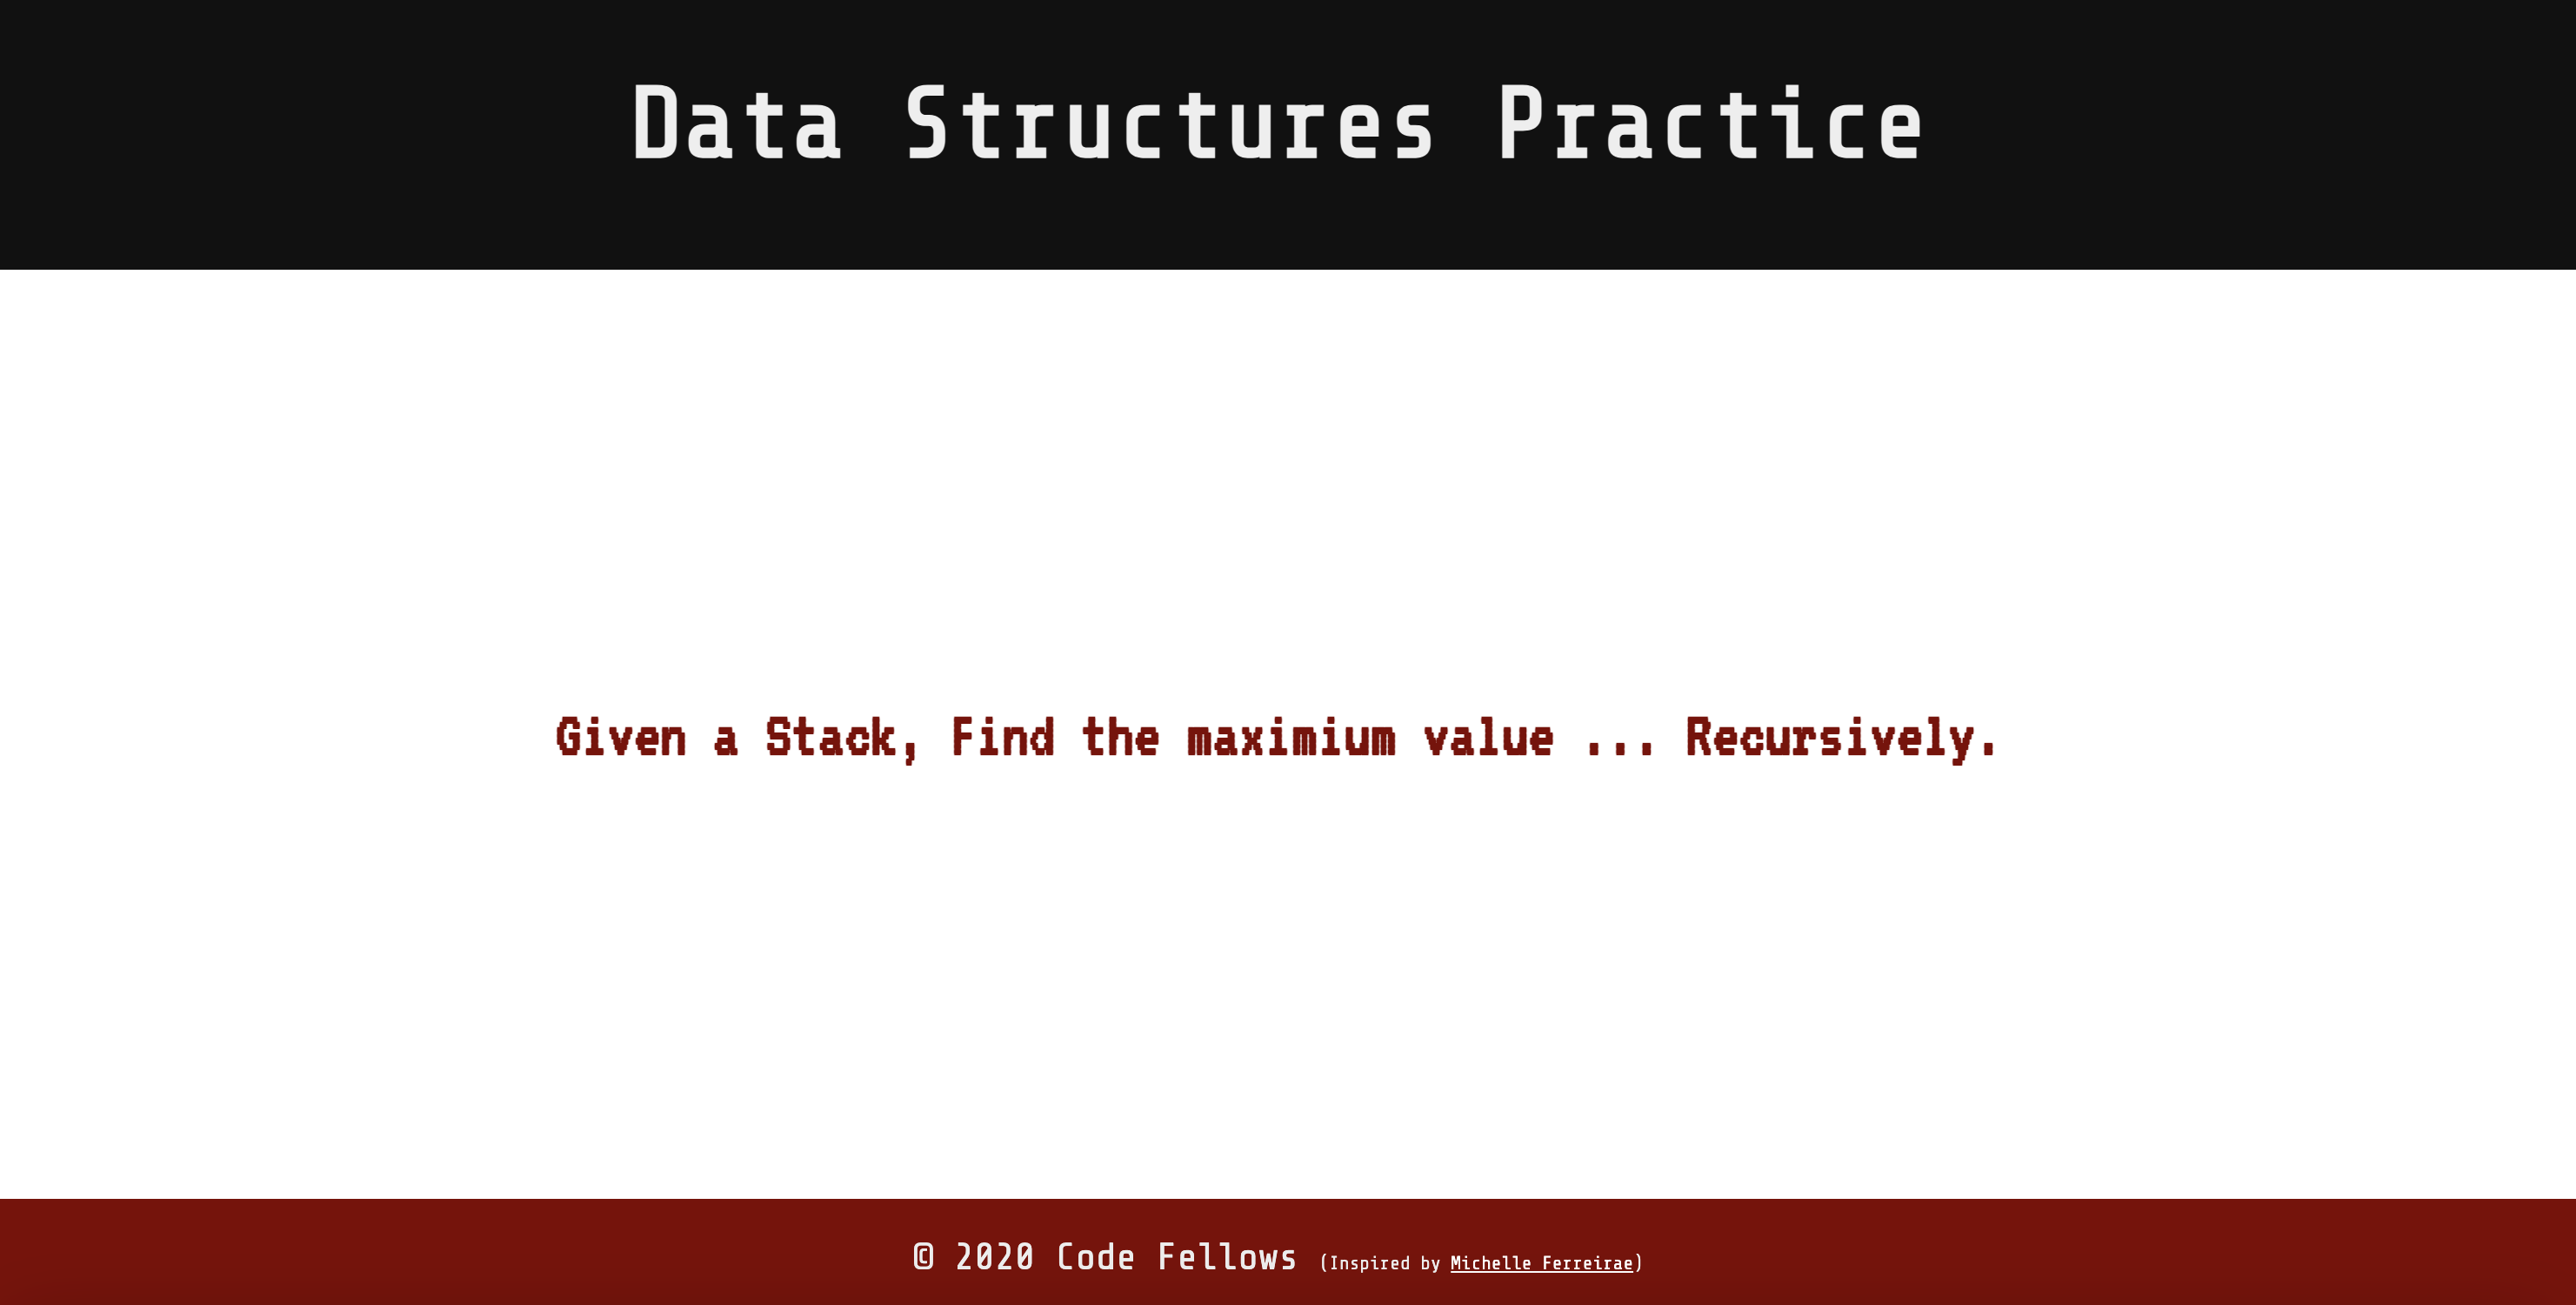 Data Structures Practice
Given a Stack, Find the maximium value ... Recursively.
© 2020 Code Fellows (Inspired by Michelle Ferreirae)